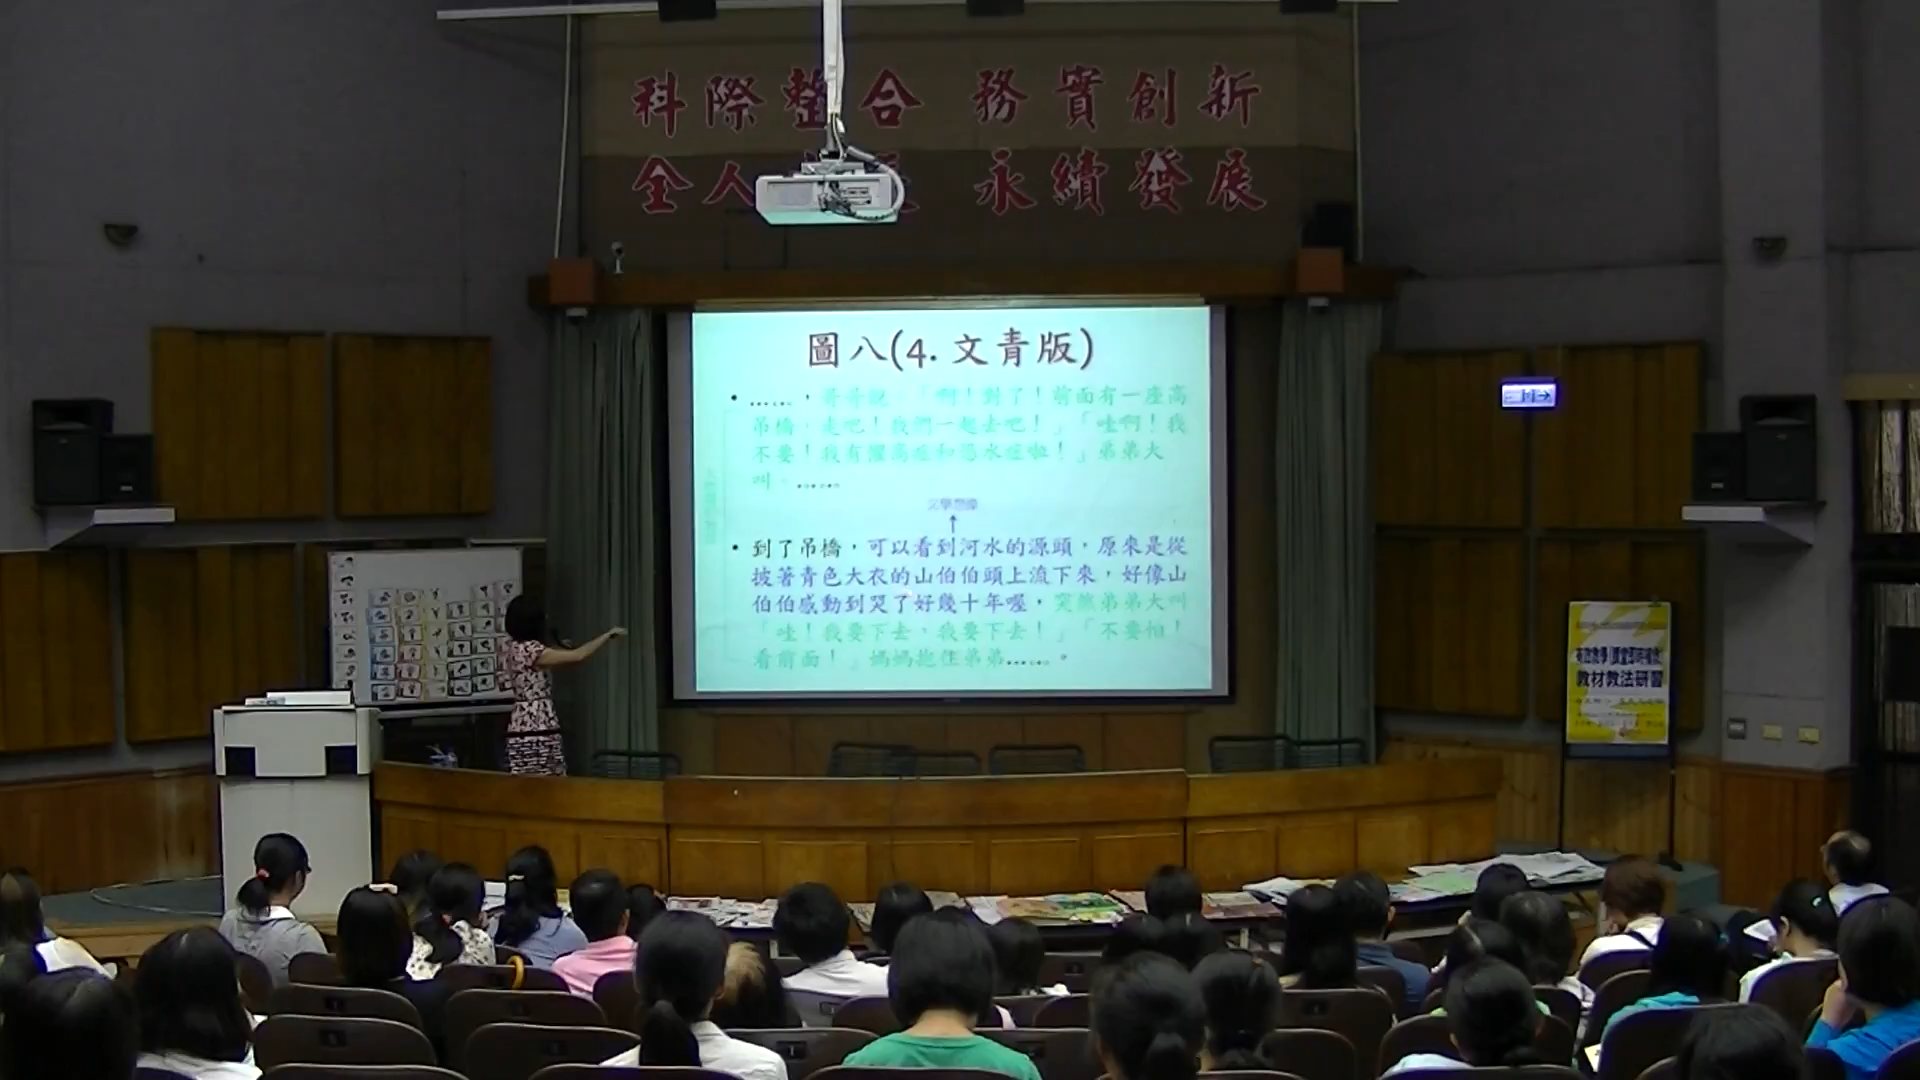 科際整合 務實創新
全人 永續發展
圖八(4. 文青版)
• ……，哥哥說：「啊！對了！前面有一座高
吊橋，走吧！我們一起去吧！」「哇啊！我
不要！我有懼高症和恐水症啦！」弟弟大
叫。……
• 到了吊橋，可以看到河水的源頭，原來是從
披著青色大衣的山伯伯頭上流下來，好像山
伯伯感動到哭了好幾十年喔，突然弟弟大叫
「哇！我要下去，我要下去！」「不要怕！
看前面！」媽媽抱住弟弟……。
教材教法研習